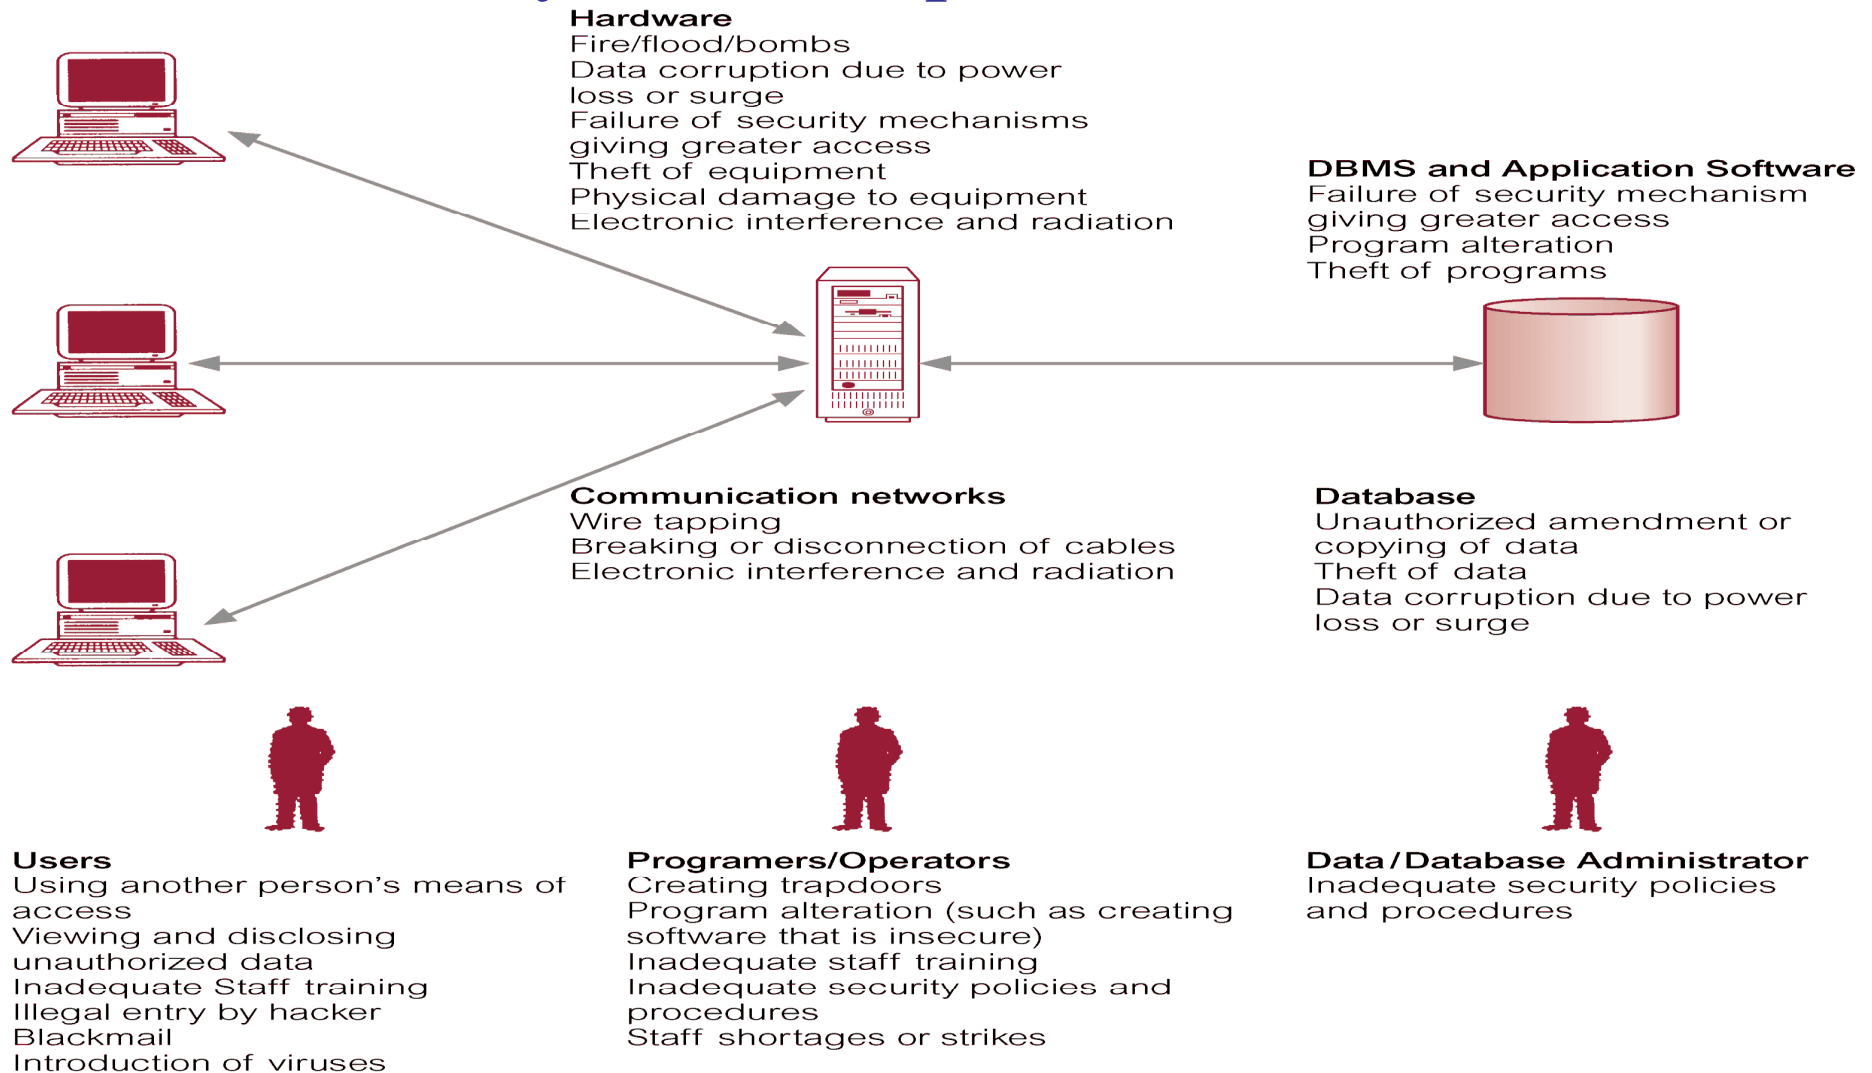 Hardware
Fire/flood/bombs
Data corruption due to power
loss or surge
Failure of security mechanisms
giving greater access
Theft of equipment
Physical damage to equipment
Electronic interference and radiation
DBMS and Application Software
Failure of security mechanism
giving greater access
Program alteration
Theft of programs
Communication networks
Wire tapping
Breaking or disconnection of cables
Electronic interference and radiation
Database
Unauthorized amendment or
copying of data
Theft of data
Data corruption due to power
loss or surge
Users
Using another person's means of
access
Viewing and disclosing
unauthorized data
Inadequate Staff training
Illegal entry by hacker
Blackmail
Introduction of viruses
Programers/Operators
Creating trapdoors
Program alteration (such as creating
software that is insecure)
Inadequate staff training
Inadequate security policies and
procedures
Staff shortages or strikes
Data/Database Administrator
Inadequate security policies
and procedures